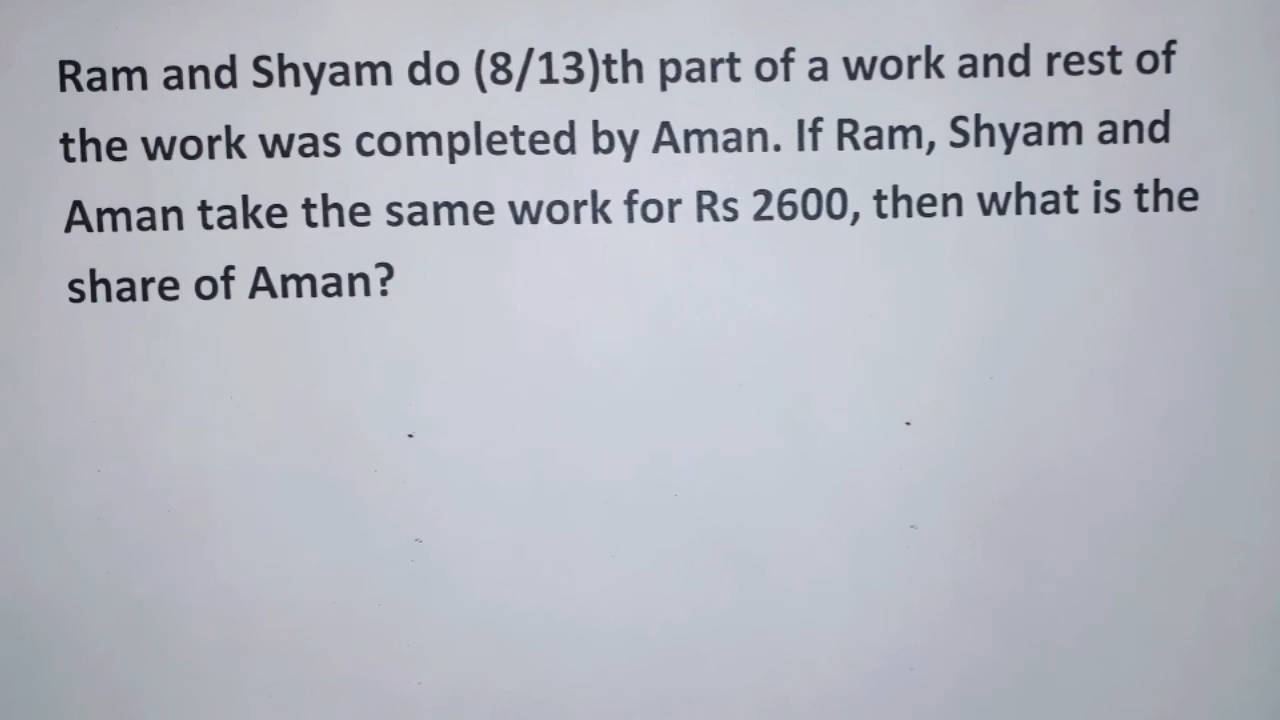 Ram and Shyam do (8/13)th part of a work and rest of
the work was completed by Aman. If Ram, Shyam and
Aman take the same work for Rs 2600, then what is the
share of Aman?